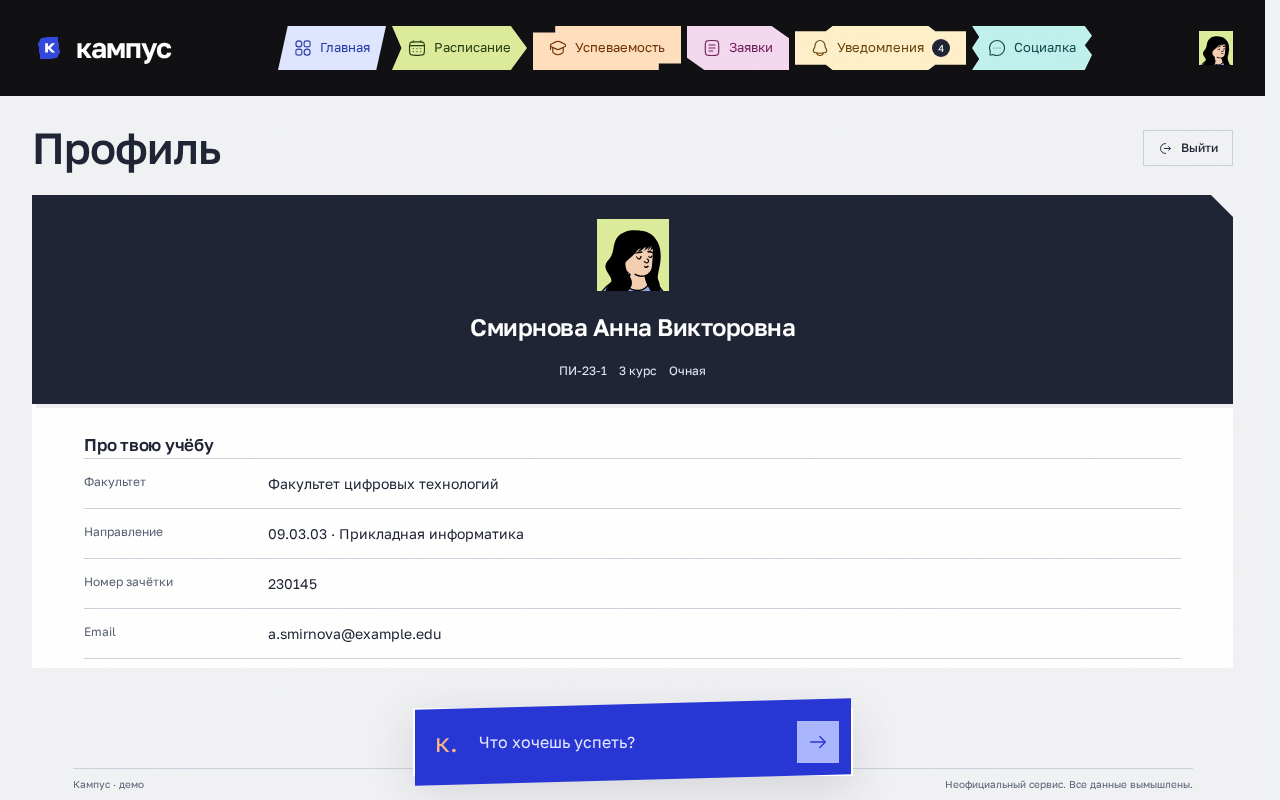 К кампус
Главная
Расписание
Успеваемость
Заявки
Уведомления 4
Социалка
Профиль
Выйти
Смирнова Анна Викторовна
ПИ-23-1 3 курс Очная
Про твою учёбу
Факультет Факультет цифровых технологий
Направление 09.03.03 · Прикладная информатика
Номер зачётки 230145
Email a.smirnova@example.edu
К. Что хочешь успеть?
Кампус · демо
Неофициальный сервис. Все данные вымышлены.